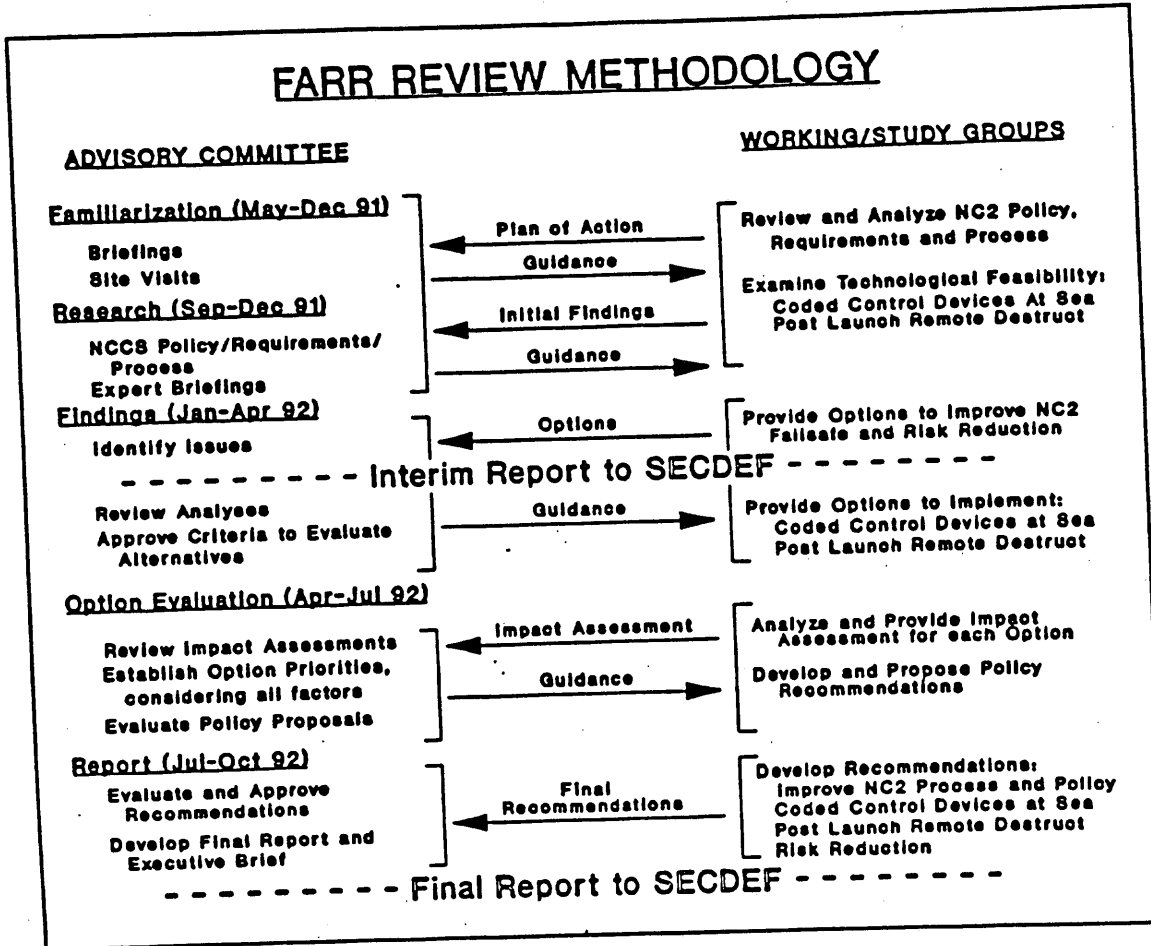 FARR REVIEW METHODOLOGY
ADVISORY COMMITTEE
WORKING/STUDY GROUPS
Familiarization (May-Dec 91)
Briefings
Site Visits
Research (Sep-Dec 91)
NCCS Policy/Requirements/
Process
Expert Briefings
Plan of Action
Guidance
Initial Findings
Guidance
Review and Analyze NC2 Policy,
Requirements and Process
Examine Technological Feasibility:
Coded Control Devices At Sea
Post Launch Remote Destruct
Findings (Jan-Apr 92)
Identify Issues
Options
Provide Options to Improve NC2
Failsafe and Risk Reduction
- - - - - - - - - Interim Report to SECDEF - - - - - - - - -
Review Analyses
Approve Criteria to Evaluate
Alternatives
Guidance
Provide Options to Implement:
Coded Control Devices at Sea
Post Launch Remote Destruct
Option Evaluation (Apr-Jul 92)
Review Impact Assessments
Establish Option Priorities,
considering all factors
Evaluate Policy Proposals
Impact Assessment
Guidance
Analyze and Provide Impact
Assessment for each Option
Develop and Propose Policy
Recommendations
Report (Jul-Oct 92)
Evaluate and Approve
Recommendations
Develop Final Report and
Executive Brief
Final
Recommendations
Develop Recommendations:
Improve NC2 Process and Policy
Coded Control Devices at Sea
Post Launch Remote Destruct
Risk Reduction
- - - - - - - - - Final Report to SECDEF - - - - - - - -